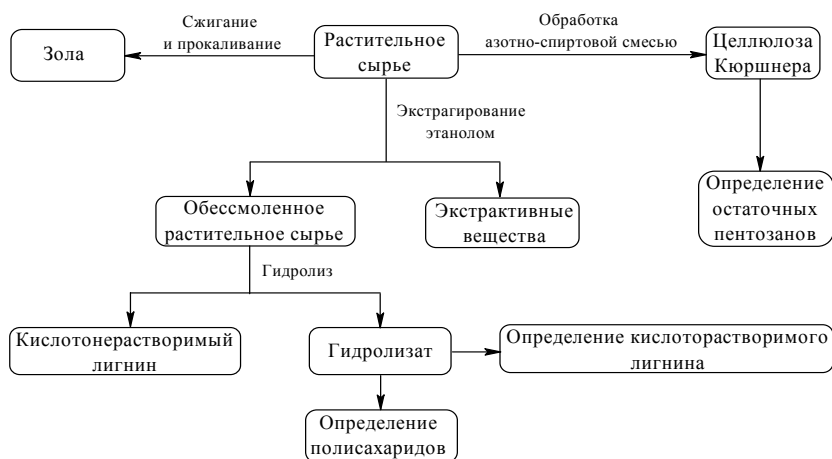 Сжигание
и прокаливание
Обработка
азотно-спиртовой смесью
Зола
Растительное
сырье
Целлюлоза
Кюршнера
Экстрагирование
этанолом
Обессмоленное
растительное сырье
Экстрактивные
вещества
Определение
остаточных
пентозанов
Гидролиз
Кислотонерастворимый
лигнин
Гидролизат
Определение кислоторастворимого
лигнина
Определение
полисахаридов